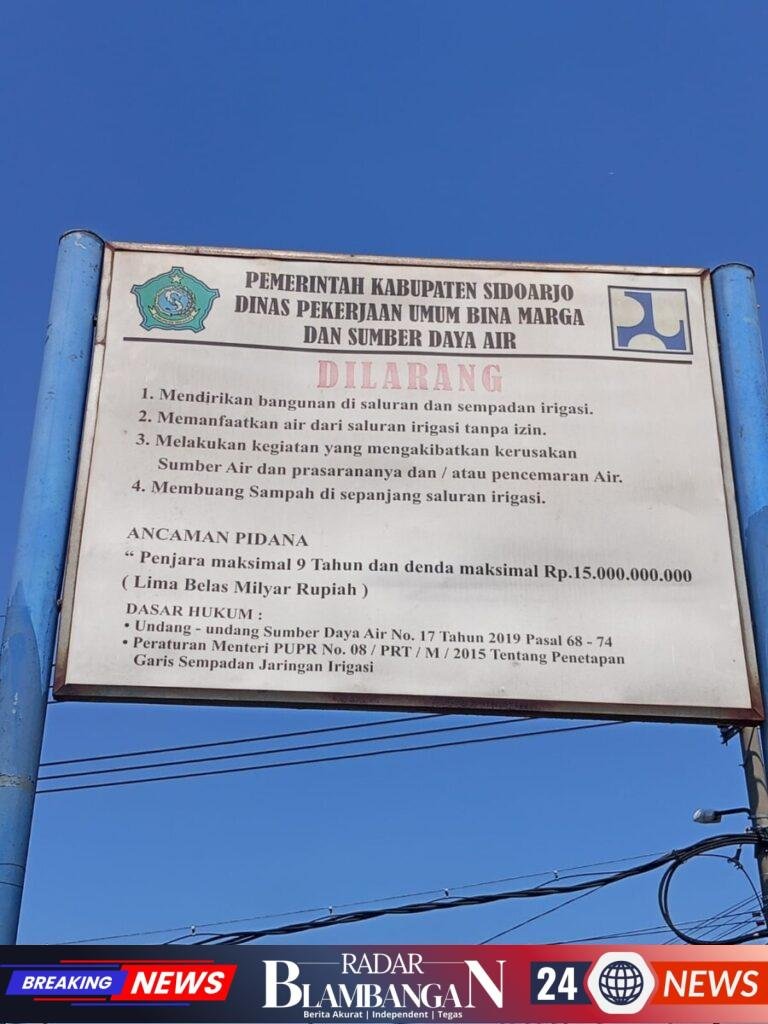 PEMERINTAH KABUPATEN SIDOARJO
DINAS PEKERJAAN UMUM BINA MARGA
DAN SUMBER DAYA AIR
DILARANG
1. Mendirikan bangunan di saluran dan sempadan irigasi.
2. Memanfaatkan air dari saluran irigasi tanpa izin.
3. Melakukan kegiatan yang mengakibatkan kerusakan
Sumber Air dan prasarananya dan / atau pencemaran Air.
4. Membuang Sampah di sepanjang saluran irigasi.
ANCAMAN PIDANA
“ Penjara maksimal 9 Tahun dan denda maksimal Rp.15.000.000.000
( Lima Belas Milyar Rupiah )
DASAR HUKUM :
• Undang - undang Sumber Daya Air No. 17 Tahun 2019 Pasal 68 - 74
• Peraturan Menteri PUPR No. 08 / PRT / M / 2015 Tentang Penetapan
Garis Sempadan Jaringan Irigasi
BREAKING NEWS
RADAR
BLAMBANGAN
Berita Akurat | Independent | Tegas
24 NEWS